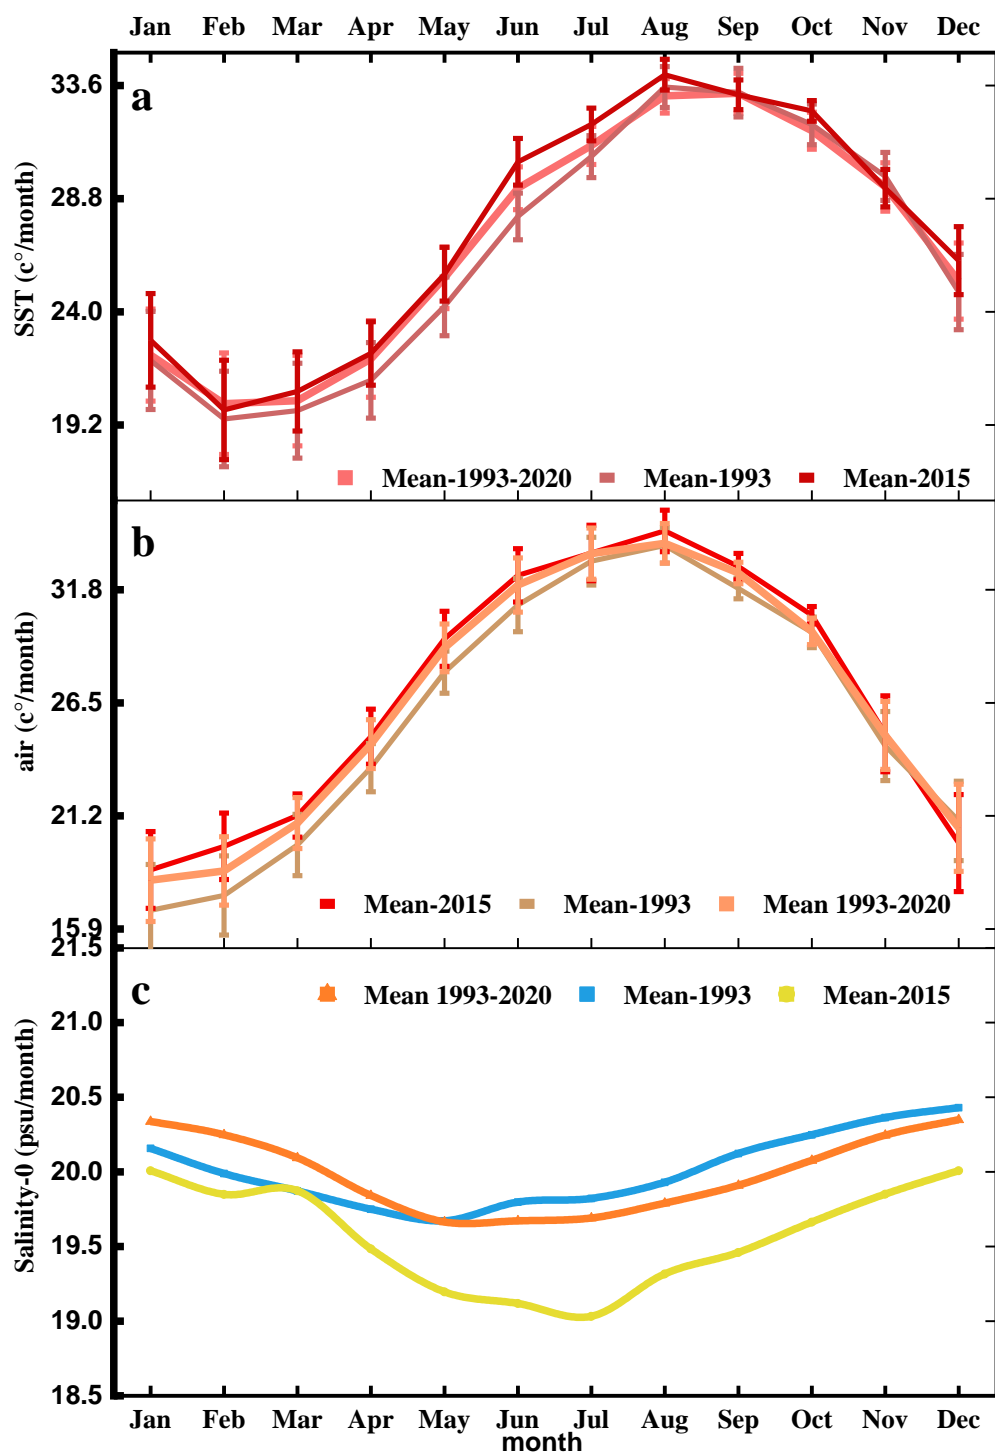 Jan Feb Mar Apr May Jun Jul Aug Sep Oct Nov Dec
a
33.6
28.8
24.0
19.2
SST (c°/month)
Mean-1993-2020 Mean-1993 Mean-2015
b
31.8
26.5
21.2
15.9
air (c°/month)
Mean-2015 Mean-1993 Mean 1993-2020
21.5
c
Mean 1993-2020 Mean-1993 Mean-2015
21.0
20.5
20.0
19.5
19.0
18.5
Salinity-0 (psu/month)
Jan Feb Mar Apr May Jun Jul Aug Sep Oct Nov Dec
month